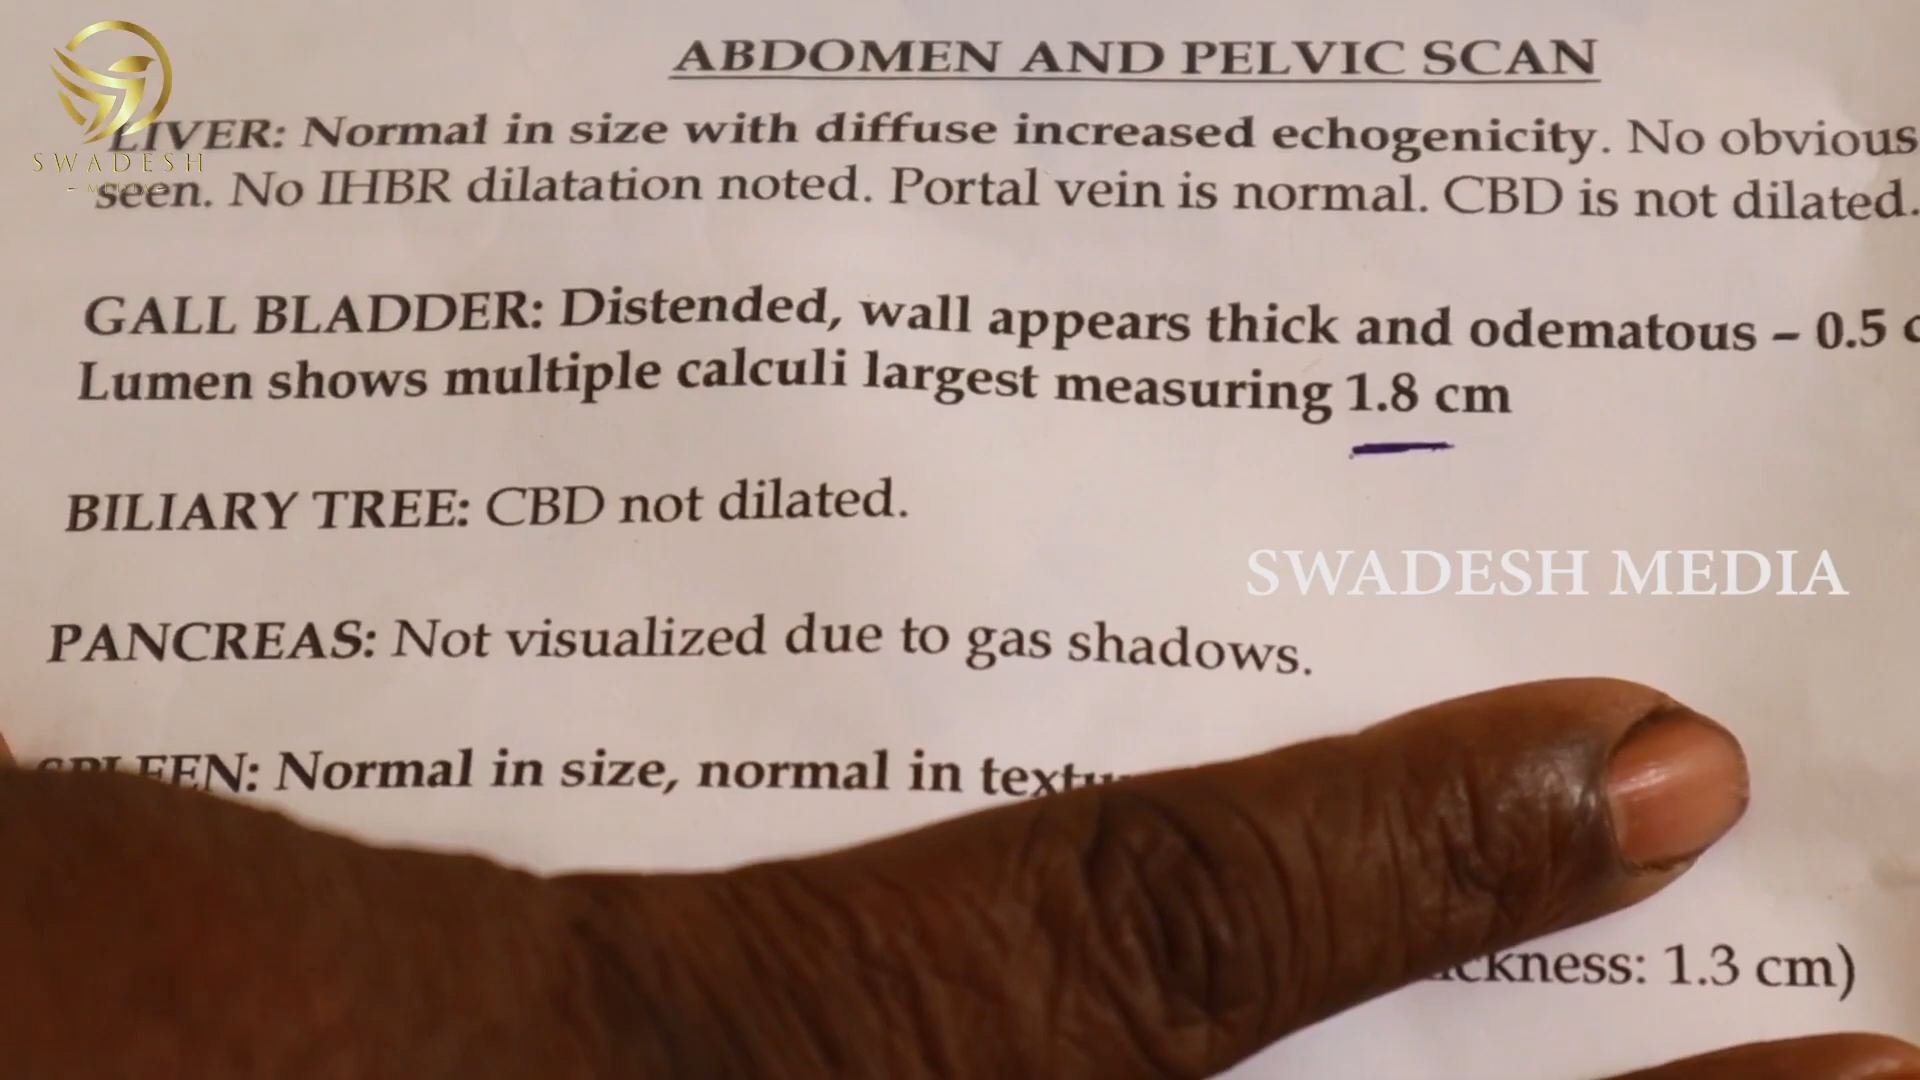 ABDOMEN AND PELVIC SCAN
LIVER: Normal in size with diffuse increased echogenicity. No obvious
seen. No IHBR dilatation noted. Portal vein is normal. CBD is not dilated.
SWADESH
MEDIA
GALL BLADDER: Distended, wall appears thick and odematous – 0.5
Lumen shows multiple calculi largest measuring 1.8 cm
BILIARY TREE: CBD not dilated.
SWADESH MEDIA
PANCREAS: Not visualized due to gas shadows.
SPLEEN: Normal in size, normal in
1.3 cm)